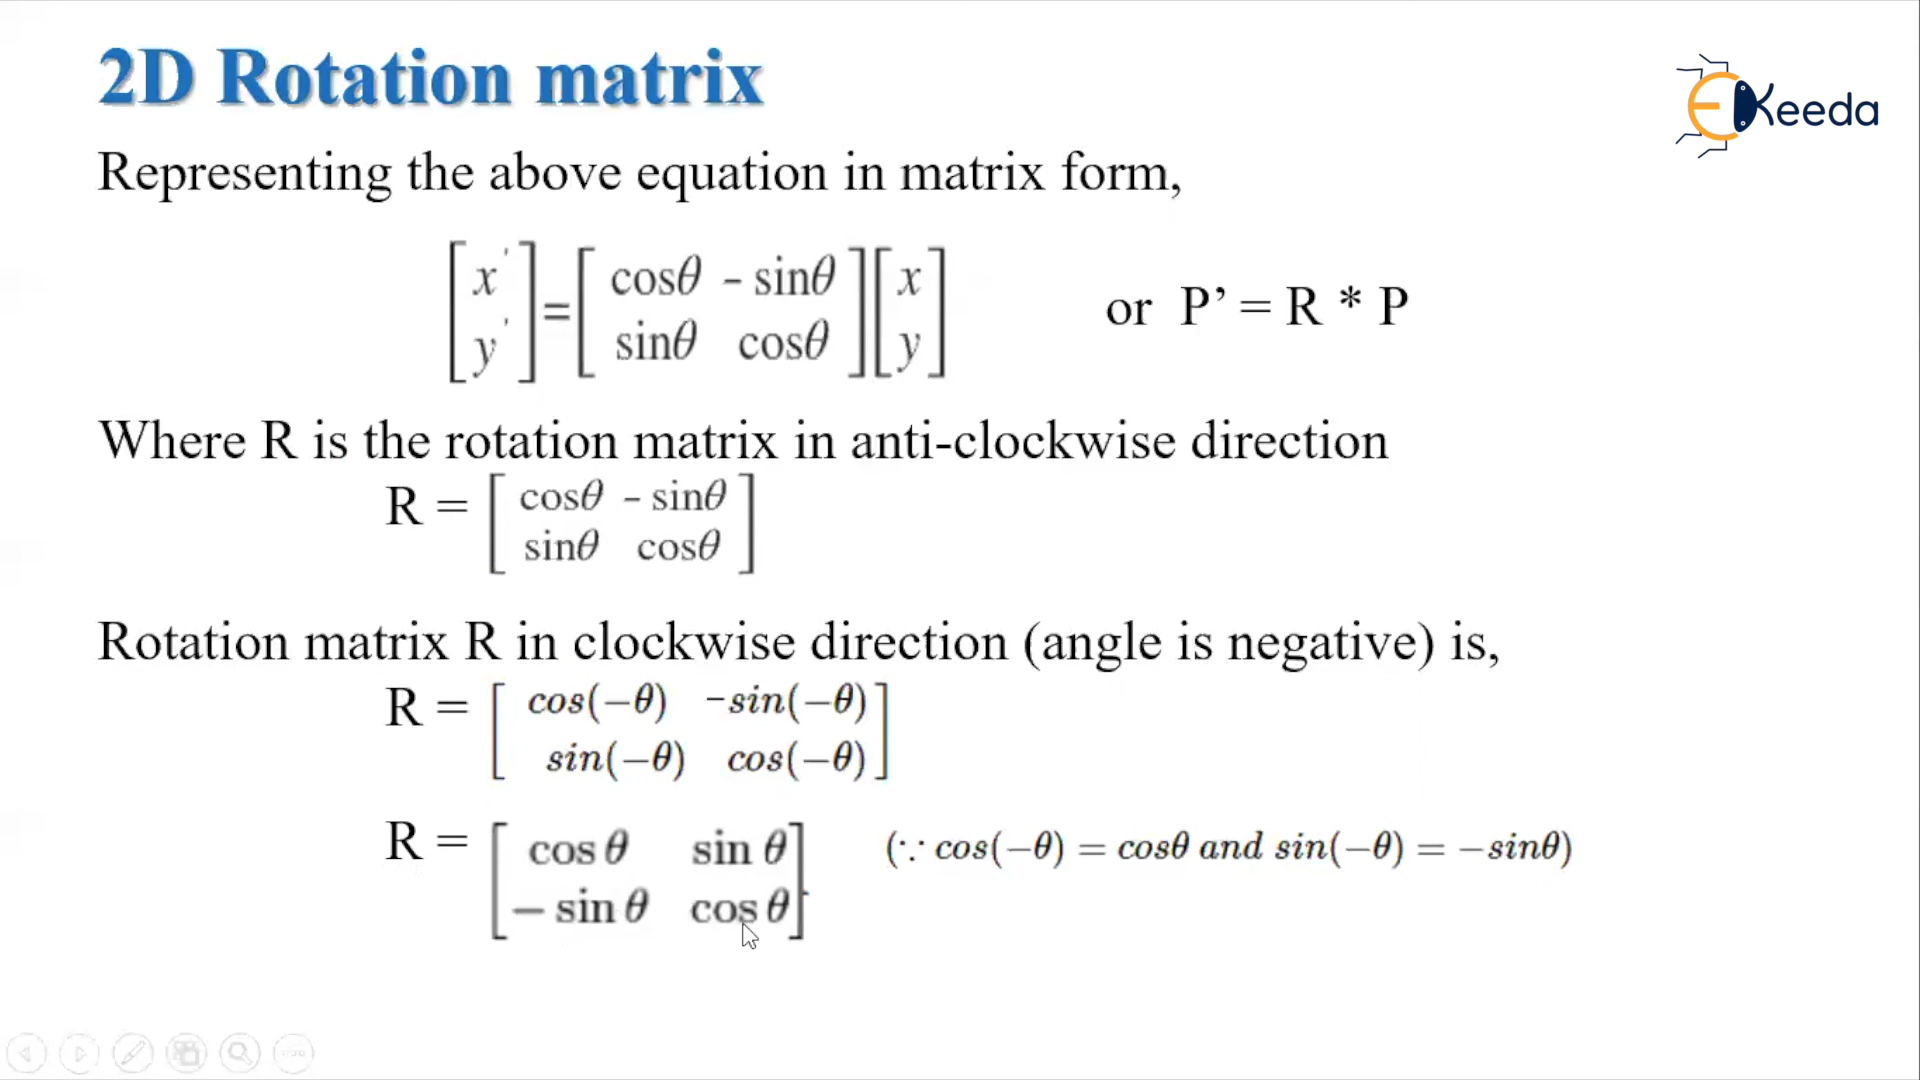 2D Rotation matrix
EKeeda
Representing the above equation in matrix form,
[x' y'] = [cosθ - sinθ sinθ cosθ] [x y] or P’ = R * P
Where R is the rotation matrix in anti-clockwise direction
R = [cosθ - sinθ
sinθ cosθ]
Rotation matrix R in clockwise direction (angle is negative) is,
R = [cos(−θ) -sin(−θ)
sin(−θ) cos(−θ)]
R = [cos θ sin θ
− sin θ cos θ] (∵ cos(−θ) = cosθ and sin(−θ) = −sinθ)